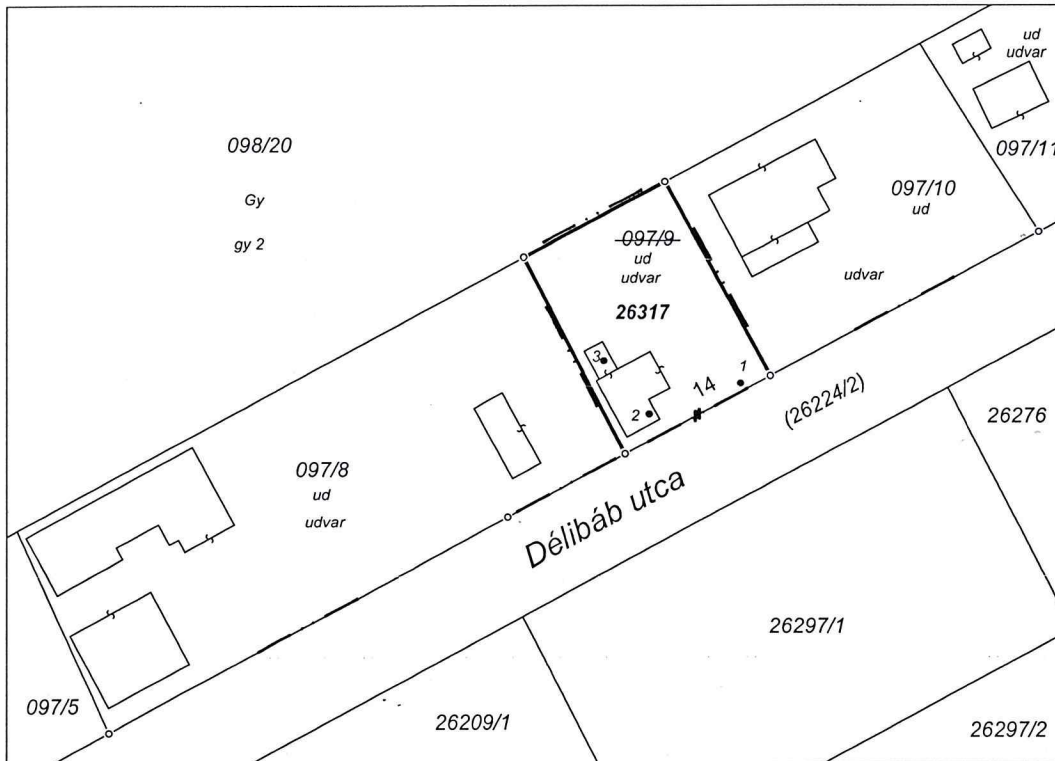 ud
udvar
097/11
098/20
Gy
gy 2
097/10
ud
udvar
097/9
ud
udvar
26317
3
2
1
14
(26224/2)
26276
097/8
ud
udvar
Délibáb utca
26297/1
097/5
26209/1
26297/2